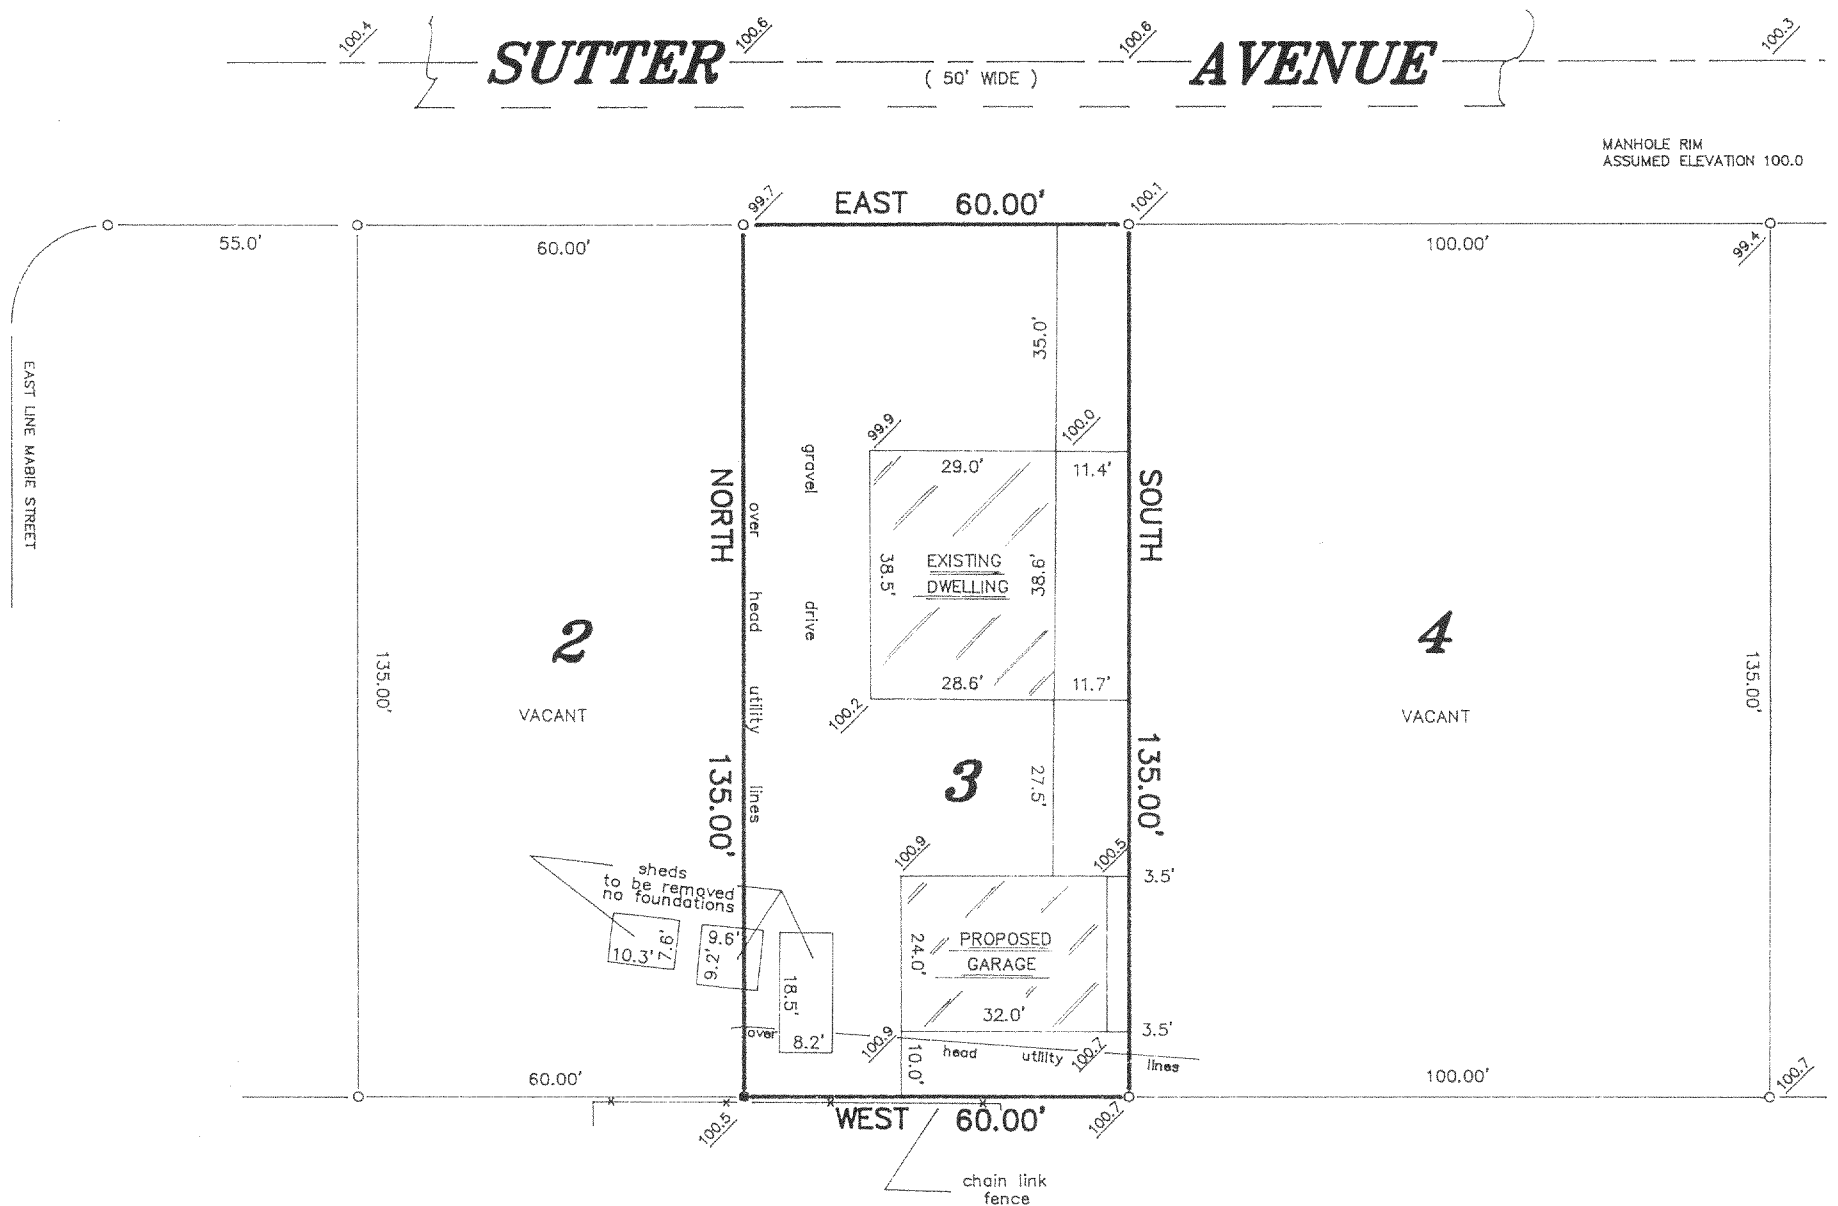 100.4
100.6
100.6
100.3
SUTTER AVENUE
( 50' WIDE )
MANHOLE RIM
ASSUMED ELEVATION 100.0
99.7
EAST 60.00'
100.1
55.0'
60.00'
100.00'
99.4
EAST LINE MABIE STREET
35.0'
99.9
100.0
gravel drive
29.0'
11.4'
NORTH 135.00'
SOUTH 135.00'
over head utility lines
38.5'
EXISTING
DWELLING
38.9'
28.6'
11.7'
100.2
2
VACANT
135.00'
4
VACANT
135.00'
3
27.5'
100.9
100.5
3.5'
sheds
to be removed
no foundations
10.3'
7.6'
9.6'
9.2'
18.5'
8.2'
24.0'
PROPOSED
GARAGE
32.0'
3.5'
100.9
100.7
over head utility lines
10.0'
60.00'
100.00'
100.7
100.5
WEST 60.00'
100.7
chain link
fence